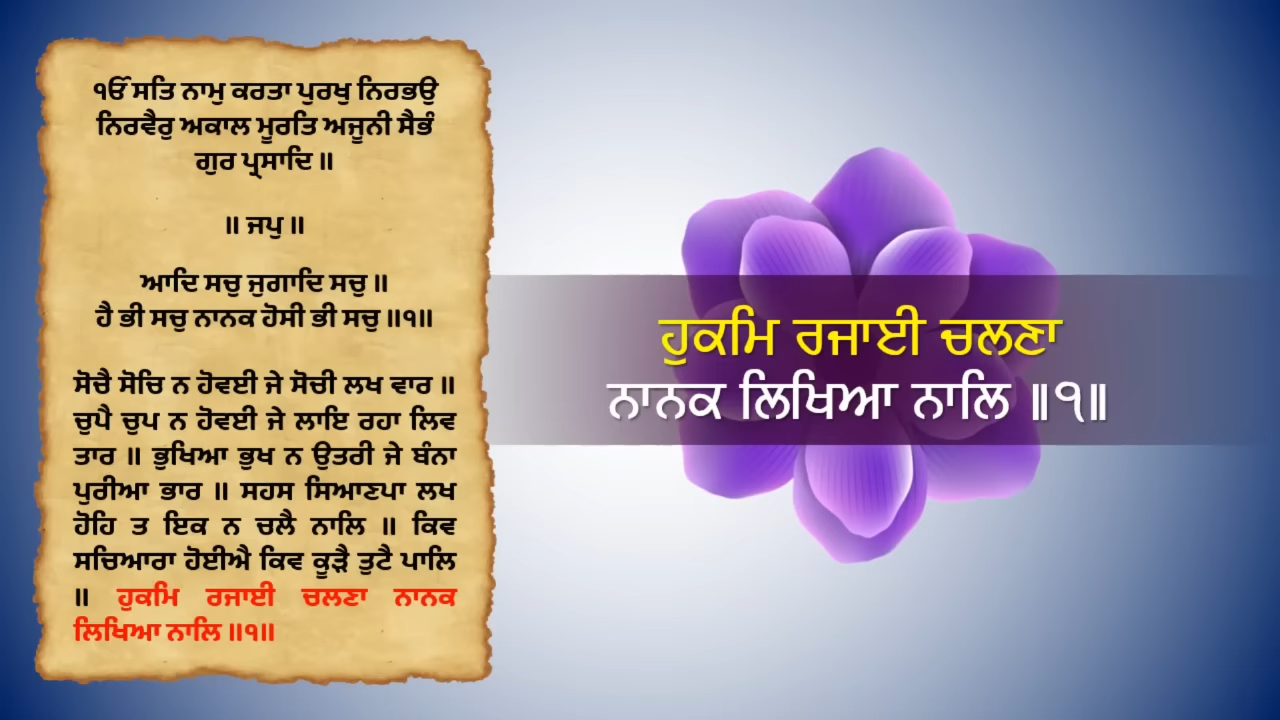 ੴ ਸਤਿ ਨਾਮੁ ਕਰਤਾ ਪੁਰਖੁ ਨਿਰਭਉ
ਨਿਰਵੈਰੁ ਅਕਾਲ ਮੂਰਤਿ ਅਜੂਨੀ ਸੈਭੰ
ਗੁਰ ਪ੍ਰਸਾਦਿ ॥
॥ ਜਪੁ ॥
ਆਦਿ ਸਚੁ ਜੁਗਾਦਿ ਸਚੁ ॥
ਹੈ ਭੀ ਸਚੁ ਨਾਨਕ ਹੋਸੀ ਭੀ ਸਚੁ ॥੧॥
ਸੋਚੈ ਸੋਚਿ ਨ ਹੋਵਈ ਜੇ ਸੋਚੀ ਲਖ ਵਾਰ ॥
ਚੁਪੈ ਚੁਪ ਨ ਹੋਵਈ ਜੇ ਲਾਇ ਰਹਾ ਲਿਵ
ਤਾਰ ॥ ਭੁਖਿਆ ਭੁਖ ਨ ਉਤਰੀ ਜੇ ਬੰਨਾ
ਪੁਰੀਆ ਭਾਰ ॥ ਸਹਸ ਸਿਆਣਪਾ ਲਖ
ਹੋਹਿ ਤ ਇਕ ਨ ਚਲੈ ਨਾਲਿ ॥ ਕਿਵ
ਸਚਿਆਰਾ ਹੋਈਐ ਕਿਵ ਕੂੜੈ ਤੁਟੈ ਪਾਲਿ
॥ ਹੁਕਮਿ ਰਜਾਈ ਚਲਣਾ ਨਾਨਕ
ਲਿਖਿਆ ਨਾਲਿ ॥੧॥
ਹੁਕਮਿ ਰਜਾਈ ਚਲਣਾ
ਨਾਨਕ ਲਿਖਿਆ ਨਾਲਿ ॥੧॥